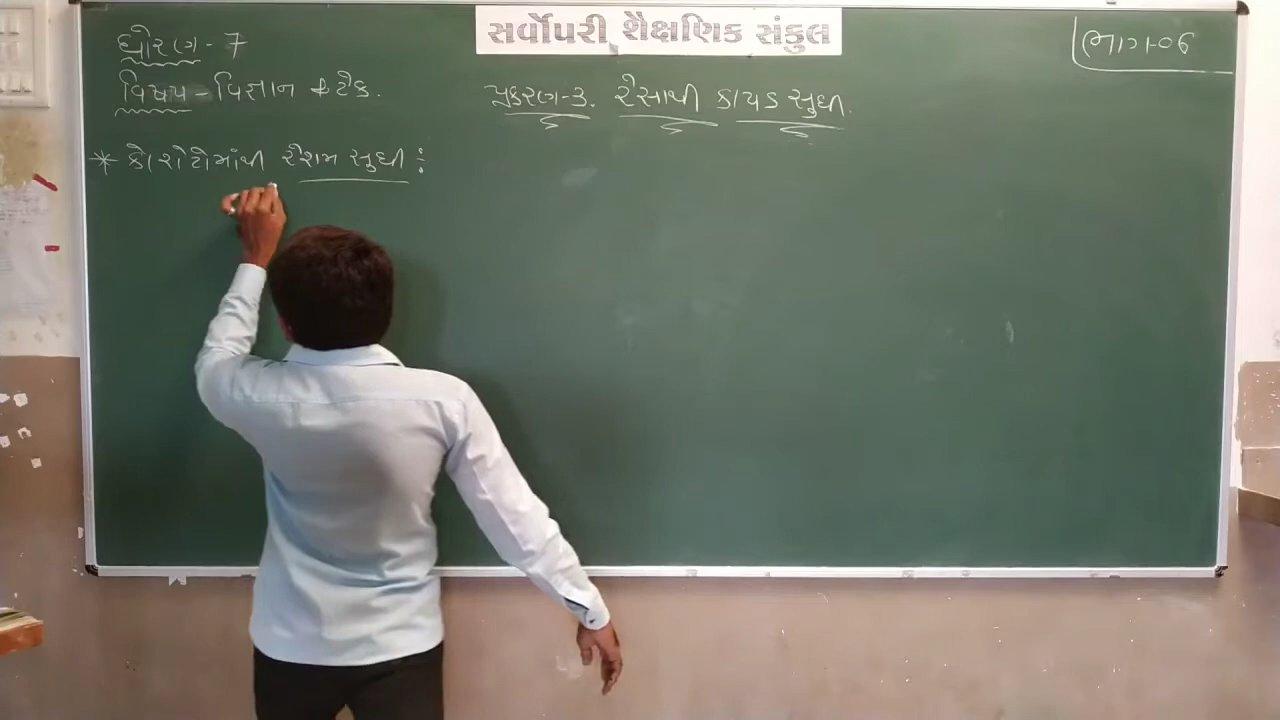 સર્વોપરી શૈક્ષણિક સંકુલ
ધોરણ - 7
ભાગ-06
વિષય - વિજ્ઞાન & ટેક.
પ્રકરણ-3. રેસાથી કાપડ સુધી.
* કોશેટોમાંથી રેશમ સુધી :